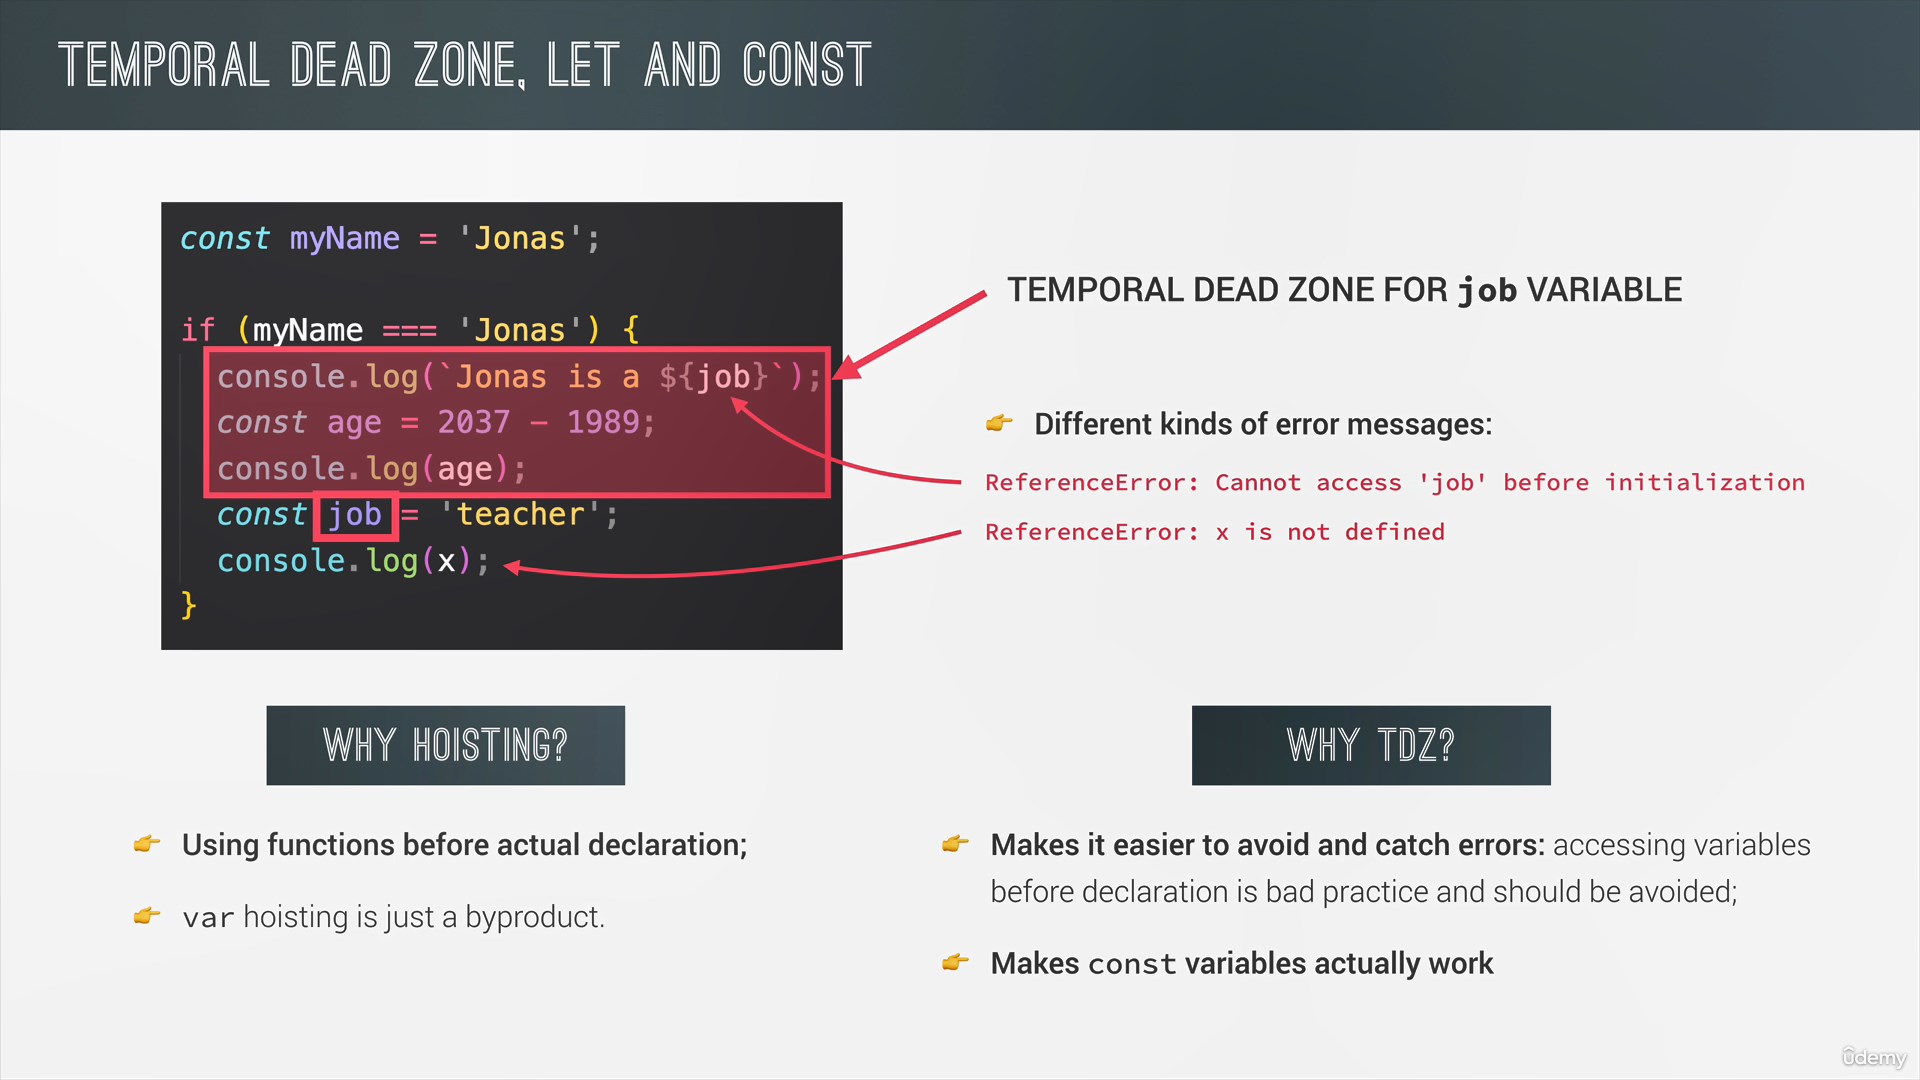 TEMPORAL DEAD ZONE, LET AND CONST
const myName = 'Jonas';
if (myName === 'Jonas') {
console.log(`Jonas is a ${job}`);
const age = 2037 - 1989;
console.log(age);
const job = 'teacher';
console.log(x);
}
TEMPORAL DEAD ZONE FOR job VARIABLE
👉 Different kinds of error messages:
ReferenceError: Cannot access 'job' before initialization
ReferenceError: x is not defined
WHY HOISTING?
👉 Using functions before actual declaration;
👉 var hoisting is just a byproduct.
WHY TDZ?
👉 Makes it easier to avoid and catch errors: accessing variables
before declaration is bad practice and should be avoided;
👉 Makes const variables actually work
ûdemy